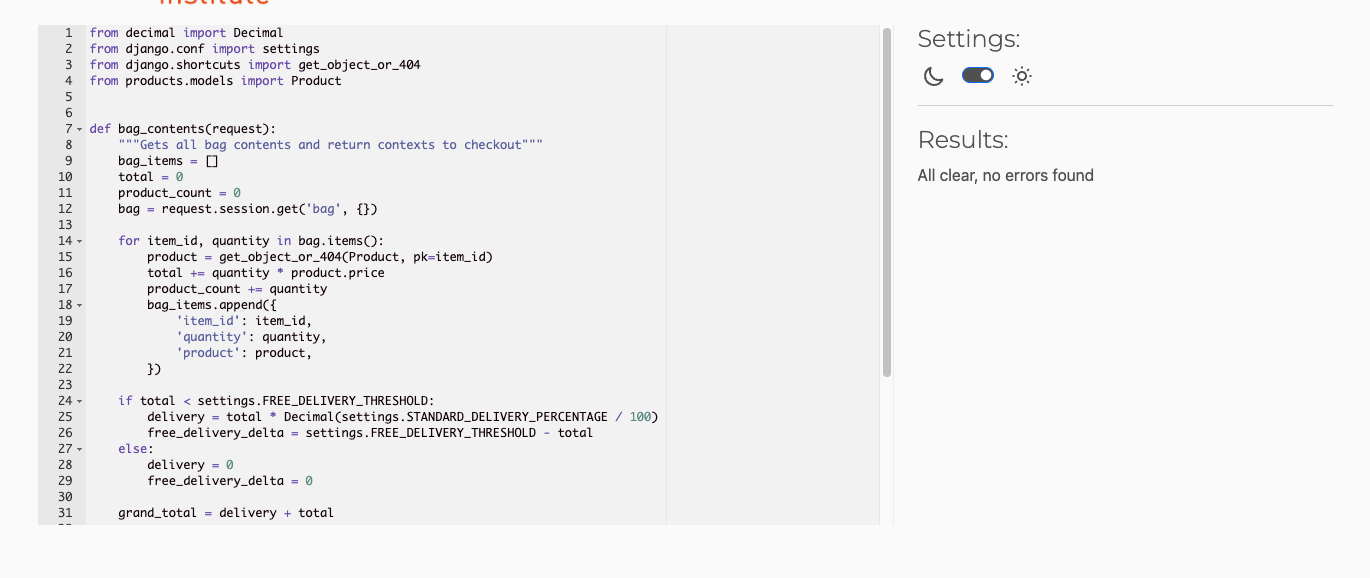 institute
1 from decimal import Decimal
2 from django.conf import settings
3 from django.shortcuts import get_object_or_404
4 from products.models import Product
5
6
7 def bag_contents(request):
8     """Gets all bag contents and return contexts to checkout"""
9     bag_items = []
10     total = 0
11     product_count = 0
12     bag = request.session.get('bag', {})
13
14     for item_id, quantity in bag.items():
15         product = get_object_or_404(Product, pk=item_id)
16         total += quantity * product.price
17         product_count += quantity
18         bag_items.append({
19             'item_id': item_id,
20             'quantity': quantity,
21             'product': product,
22         })
23
24     if total < settings.FREE_DELIVERY_THRESHOLD:
25         delivery = total * Decimal(settings.STANDARD_DELIVERY_PERCENTAGE / 100)
26         free_delivery_delta = settings.FREE_DELIVERY_THRESHOLD - total
27     else:
28         delivery = 0
29         free_delivery_delta = 0
30
31     grand_total = delivery + total
Settings:
Results:
All clear, no errors found